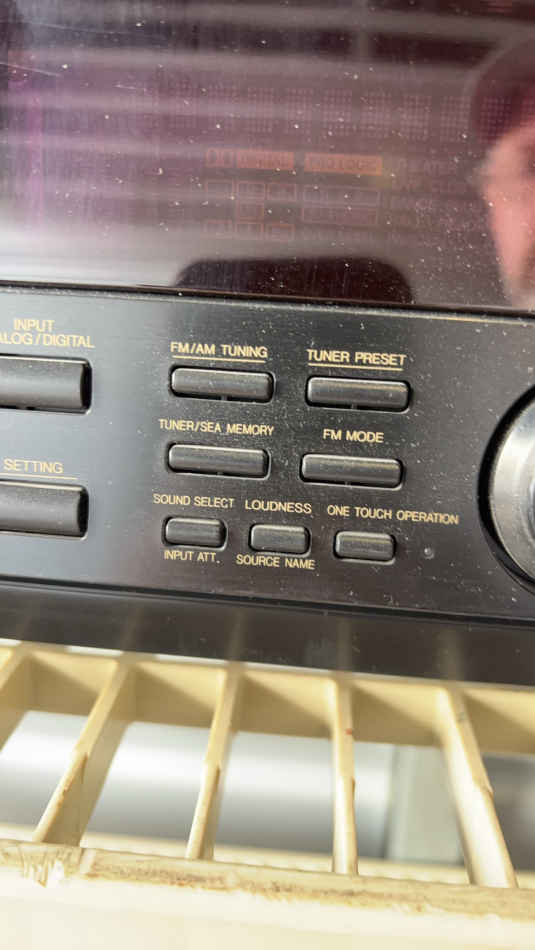 INPUT
ALOG/DIGITAL
FM/AM TUNING
TUNER PRESET
TUNER/SEA MEMORY
FM MODE
SETTING
SOUND SELECT
LOUDNESS
ONE TOUCH OPERATION
INPUT ATT.
SOURCE NAME